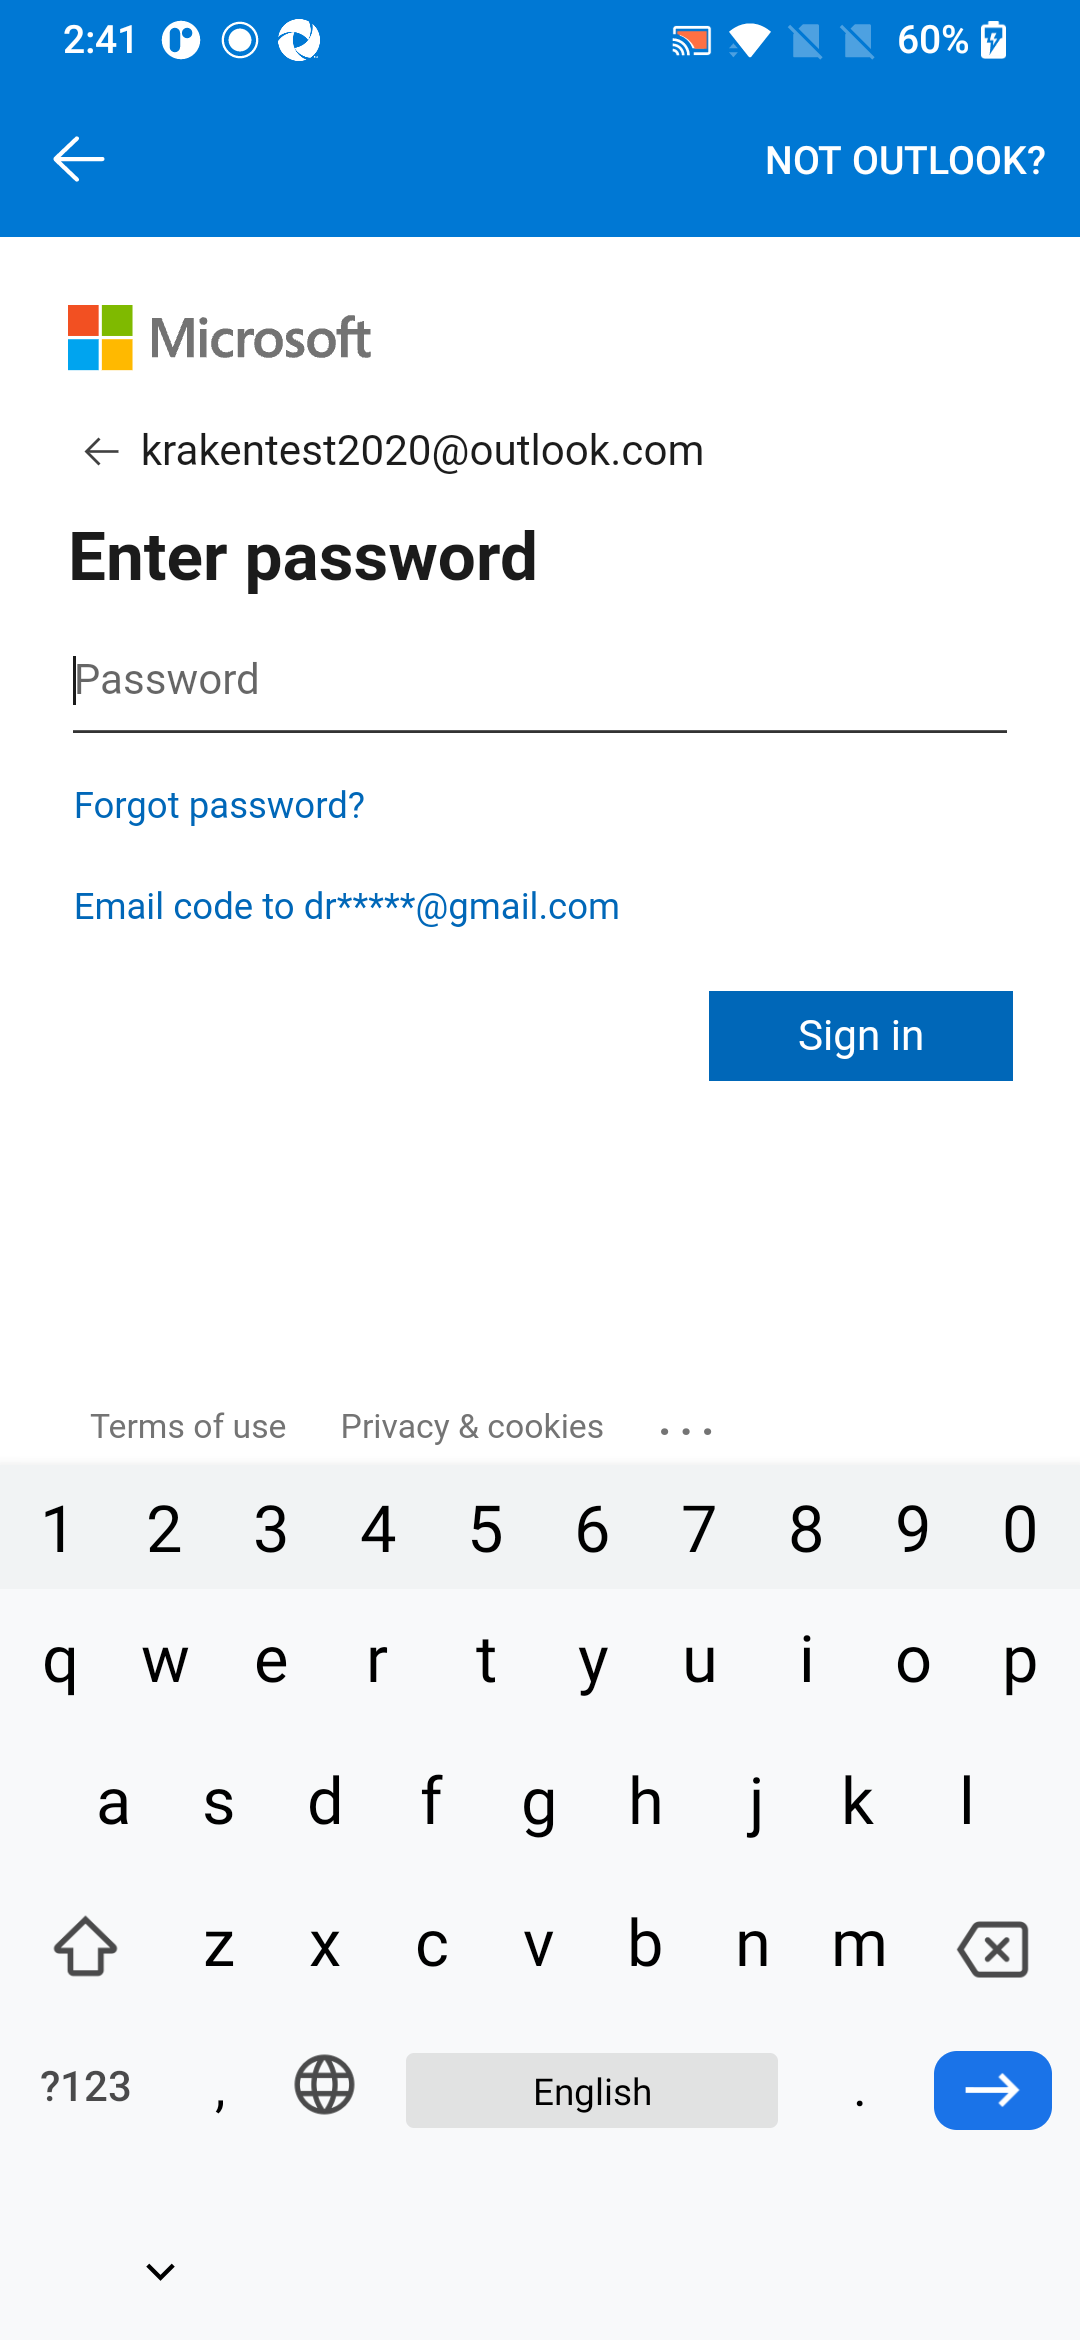 2:41
60%
NOT OUTLOOK?
Microsoft
krakentest2020@outlook.com
Enter password
Password
Forgot password?
Email code to dr*****@gmail.com
Sign in
Terms of use Privacy & cookies ...
1 2 3 4 5 6 7 8 9 0
q w e r t y u i o p
a s d f g h j k l
z x c v b n m
?123 , English .